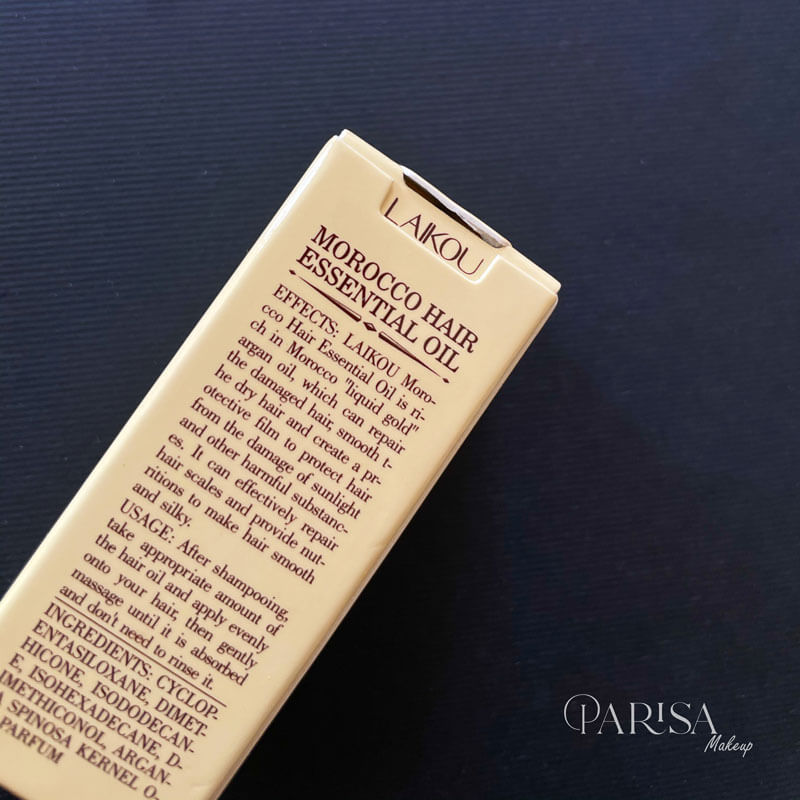 LAIKOU
MOROCCO HAIR
ESSENTIAL OIL
EFFECTS: LAIKOU Moro-
cco Hair Essential Oil is ri-
ch in Morocco "liquid gold"
argan oil, which can repair
the damaged hair, smooth t-
he dry hair and create a pr-
otective film to protect hair
from the damage of sunlight
and other harmful substanc-
es. It can effectively repair
hair scales and provide nut-
ritions to make hair smooth
and silky.
USAGE: After shampooing,
take appropriate amount of
the hair oil and apply evenly
onto your hair, then gently
massage until it is absorbed
and don't need to rinse it.
INGREDIENTS: CYCLOP-
ENTASILOXANE, DIMET-
HICONE, ISODODECAN-
E, ISOHEXADECANE, D-
IMETHICONOL, ARGAN-
A SPINOSA KERNEL O-
PARFUM
PARISA
Makeup